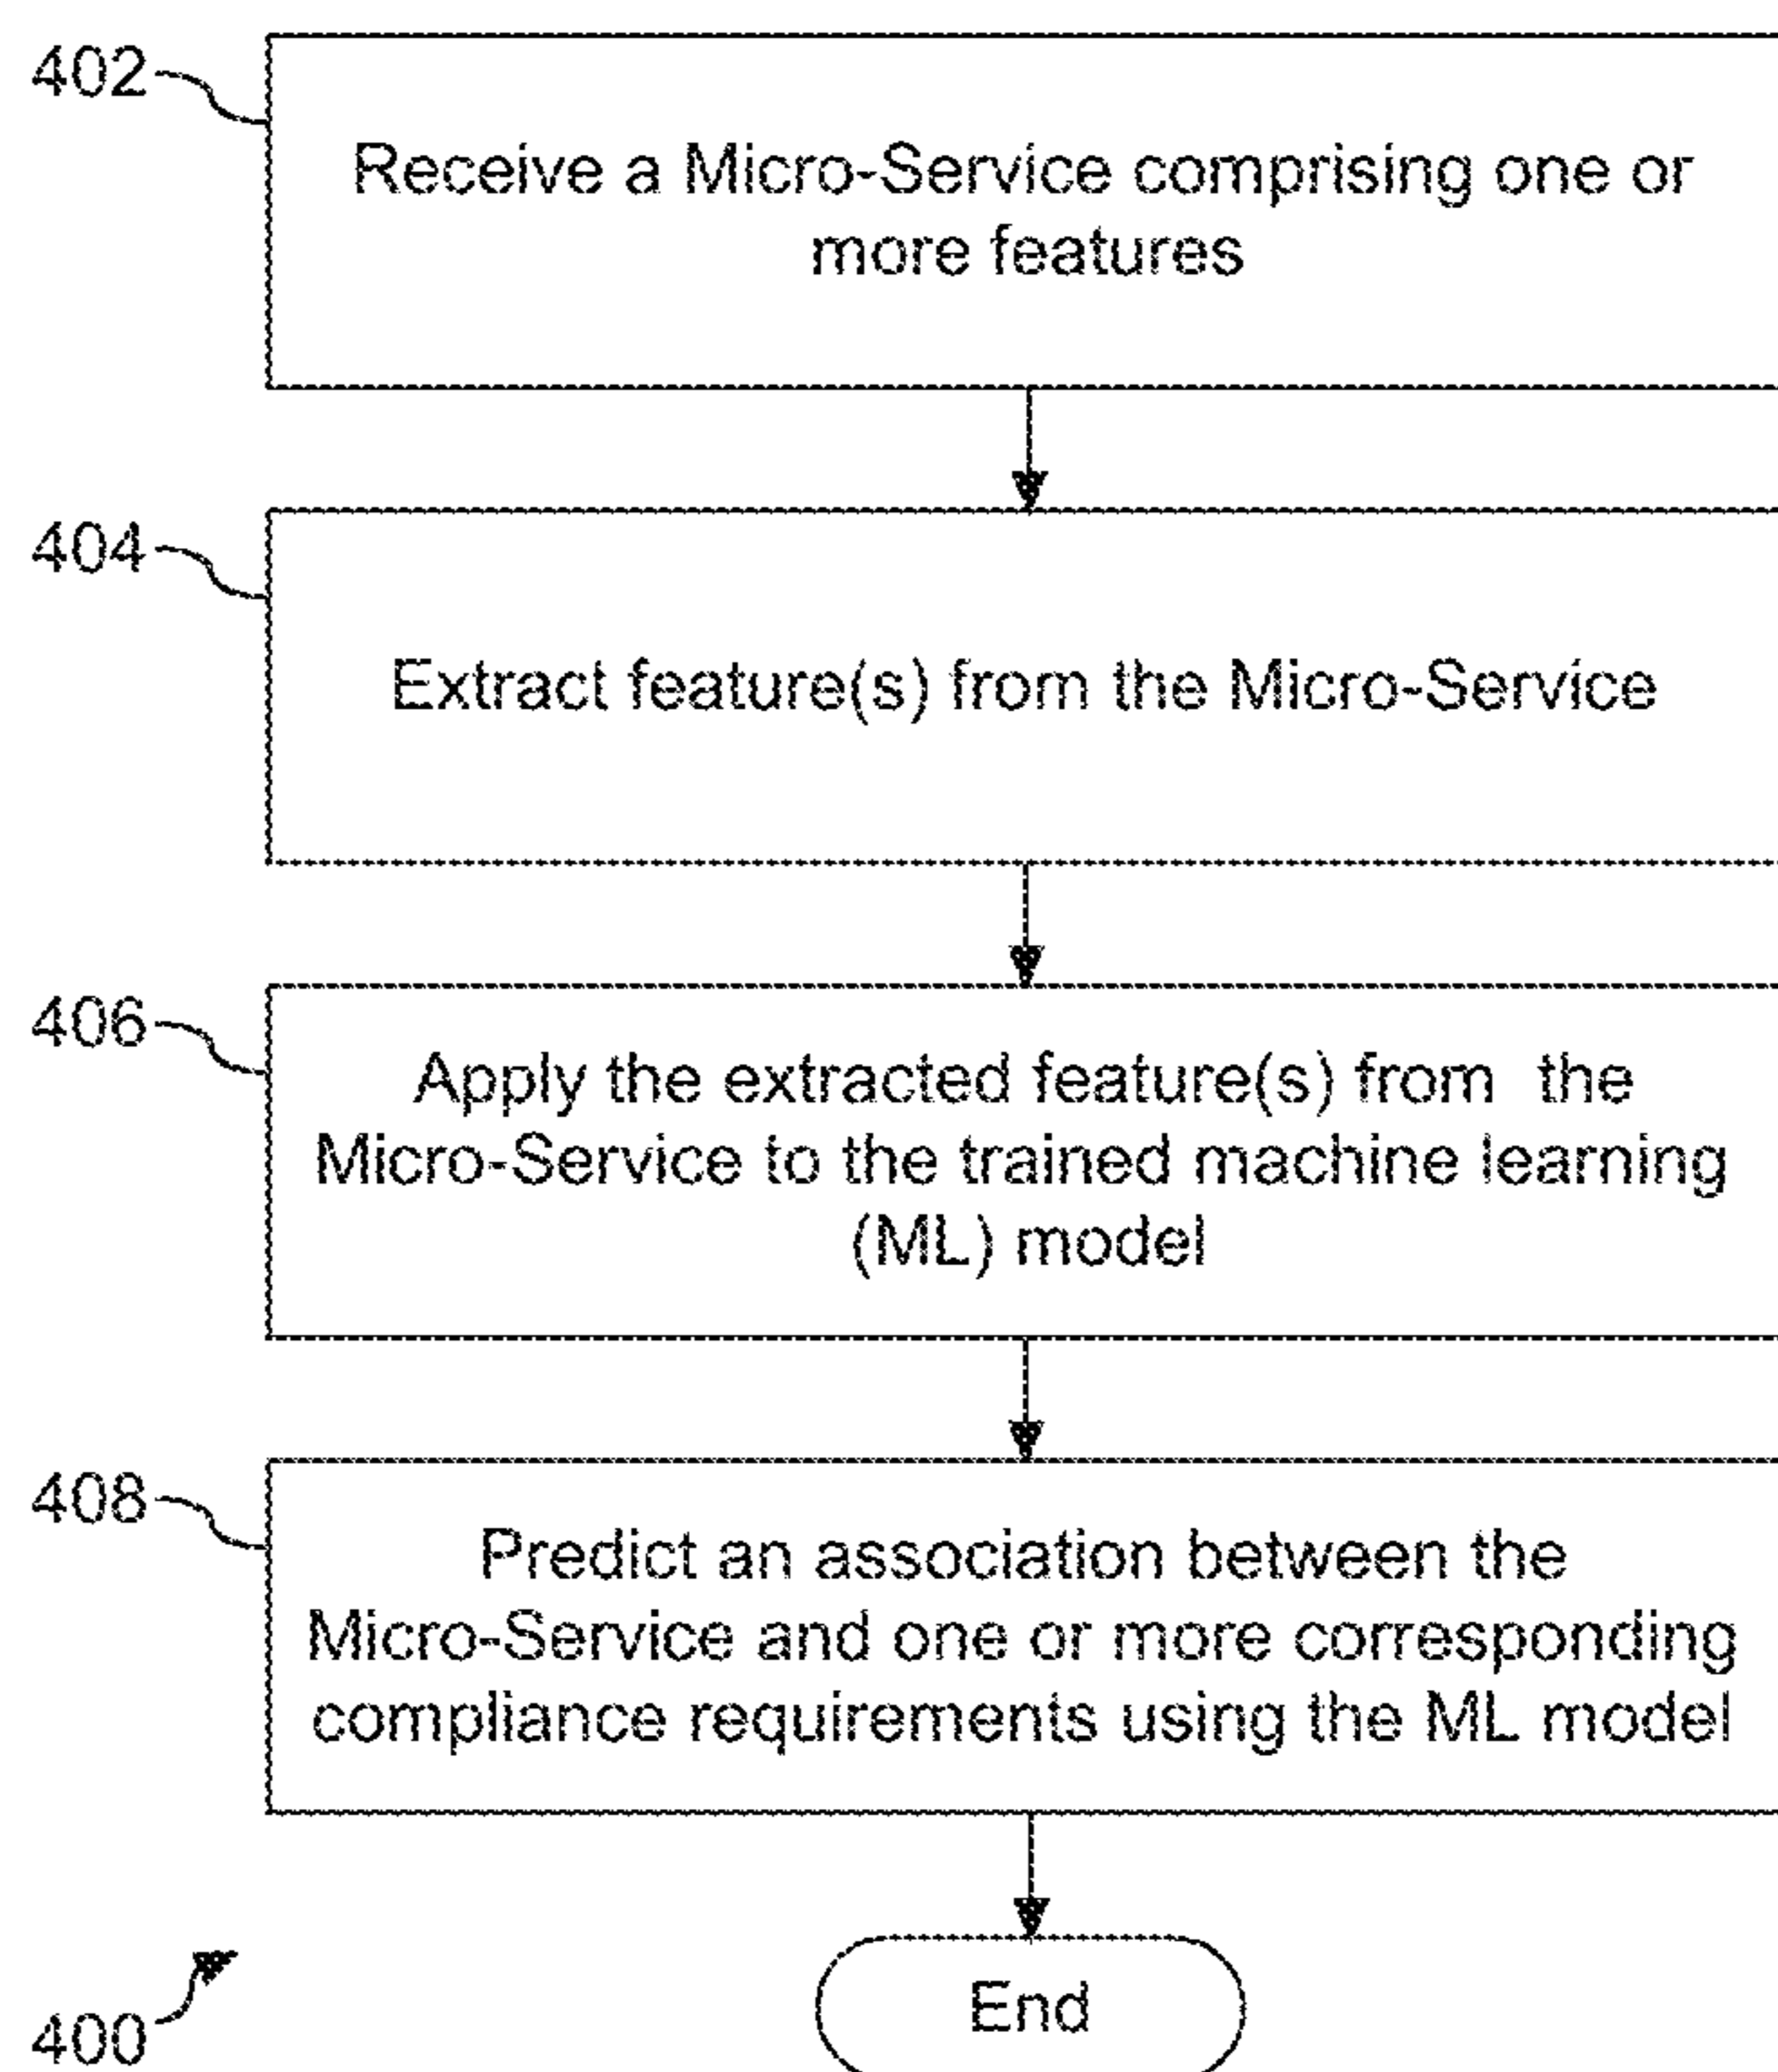 402
Receive a Micro-Service comprising one or
more features
404
Extract feature(s) from the Micro-Service
406
Apply the extracted feature(s) from the
Micro-Service to the trained machine learning
(ML) model
408
Predict an association between the
Micro-Service and one or more corresponding
compliance requirements using the ML model
End
400